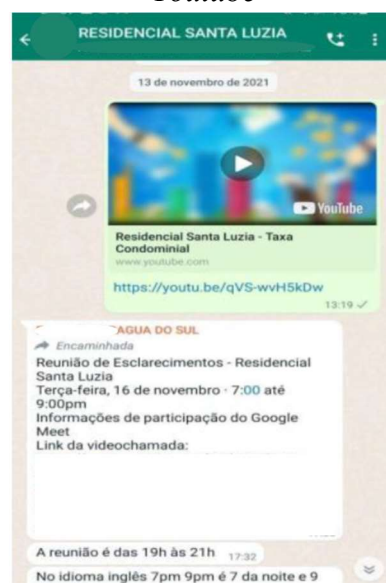 RESIDENCIAL SANTA LUZIA
13 de novembro de 2021
YouTube
Residencial Santa Luzia - Taxa
Condominial
www.youtube.com
https://youtu.be/qVS-wvH5kDw
13:19
AGUA DO SUL
Encaminhada
Reunião de Esclarecimentos - Residencial
Santa Luzia
Terça-feira, 16 de novembro · 7:00 até
9:00pm
Informações de participação do Google
Meet
Link da videochamada:
A reunião é das 19h às 21h 17:32
No idioma inglês 7pm 9pm é 7 da noite e 9